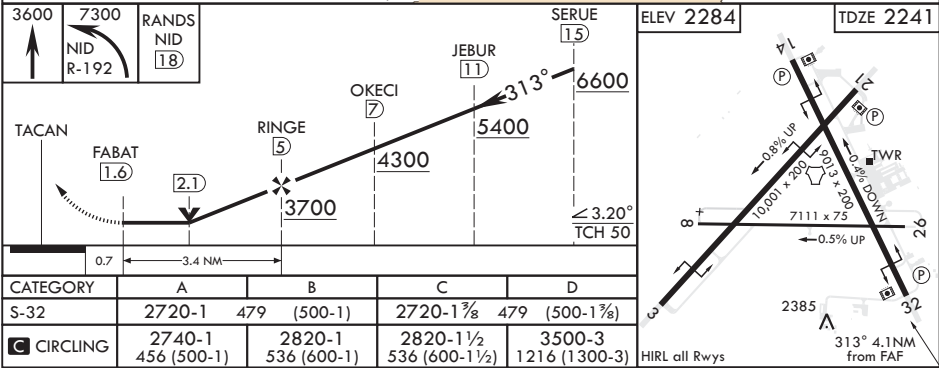 3600
7300
NID
R-192
RANDS
NID
18
SERUE
15
JEBUR
11
OKECI
7
RINGE
5
313°
6600
5400
4300
3700
TACAN
FABAT
1.6
2.1
V
3.20°
TCH 50
0.7
3.4 NM
CATEGORY A B C D
S-32 2720-1 479 (500-1) 2720-1⅜ 479 (500-1⅜)
C CIRCLING 2740-1 2820-1 2820-1½ 3500-3
456 (500-1) 536 (600-1) 536 (600-1½) 1216 (1300-3)
ELEV 2284
TDZE 2241
14
P
21
P
0.8% UP
10,001 x 200
9013 x 200
0.4% DOWN
TWR
8
7111 x 75
26
0.5% UP
P
3
32
2385
313° 4.1NM
from FAF
HIRL all Rwys